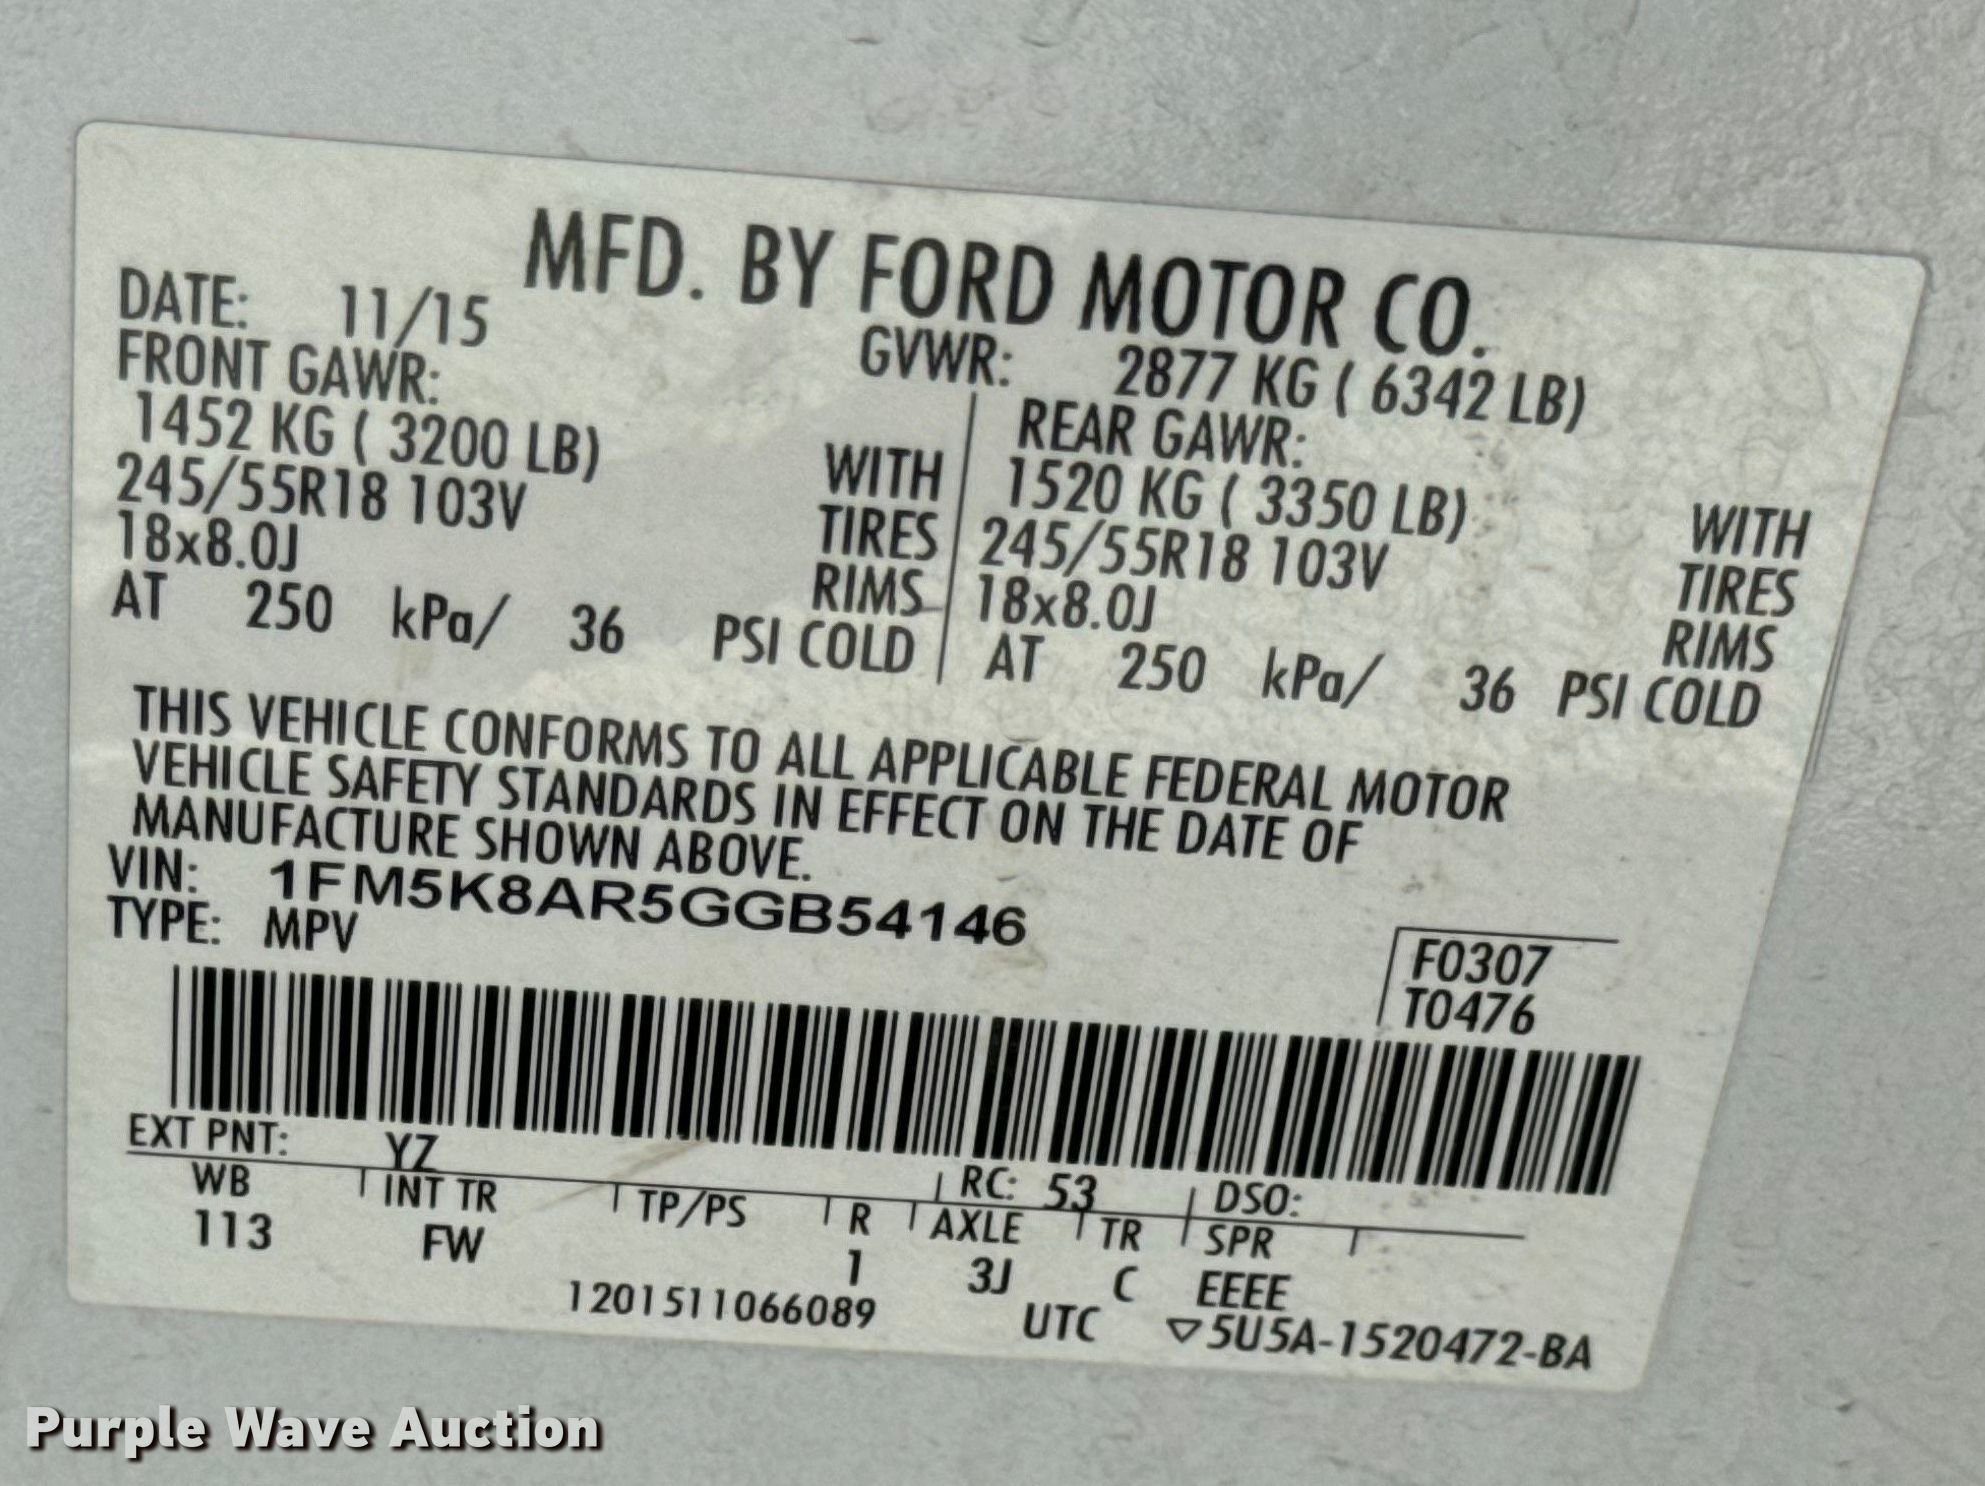 MFD. BY FORD MOTOR CO.
DATE: 11/15
GVWR: 2877 KG ( 6342 LB)
FRONT GAWR:
1452 KG ( 3200 LB) WITH
245/55R18 103V TIRES
18x8.0J RIMS
AT 250 kPa/ 36 PSI COLD
REAR GAWR:
1520 KG ( 3350 LB) WITH
245/55R18 103V TIRES
18x8.0J RIMS
AT 250 kPa/ 36 PSI COLD
THIS VEHICLE CONFORMS TO ALL APPLICABLE FEDERAL MOTOR
VEHICLE SAFETY STANDARDS IN EFFECT ON THE DATE OF
MANUFACTURE SHOWN ABOVE.
VIN: 1FM5K8AR5GGB54146
TYPE: MPV
F0307
T0476
EXT PNT: YZ RC: 53 DSO:
WB INT TR TP/PS R AXLE TR SPR
113 FW 1 3J C EEEE
1201511066089 UTC ▽5U5A-1520472-BA
Purple Wave Auction